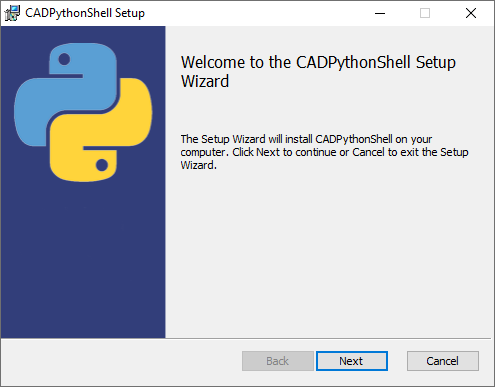 CADPythonShell Setup
Welcome to the CADPythonShell Setup
Wizard
The Setup Wizard will install CADPythonShell on your
computer. Click Next to continue or Cancel to exit the Setup
Wizard.
Back
Next
Cancel